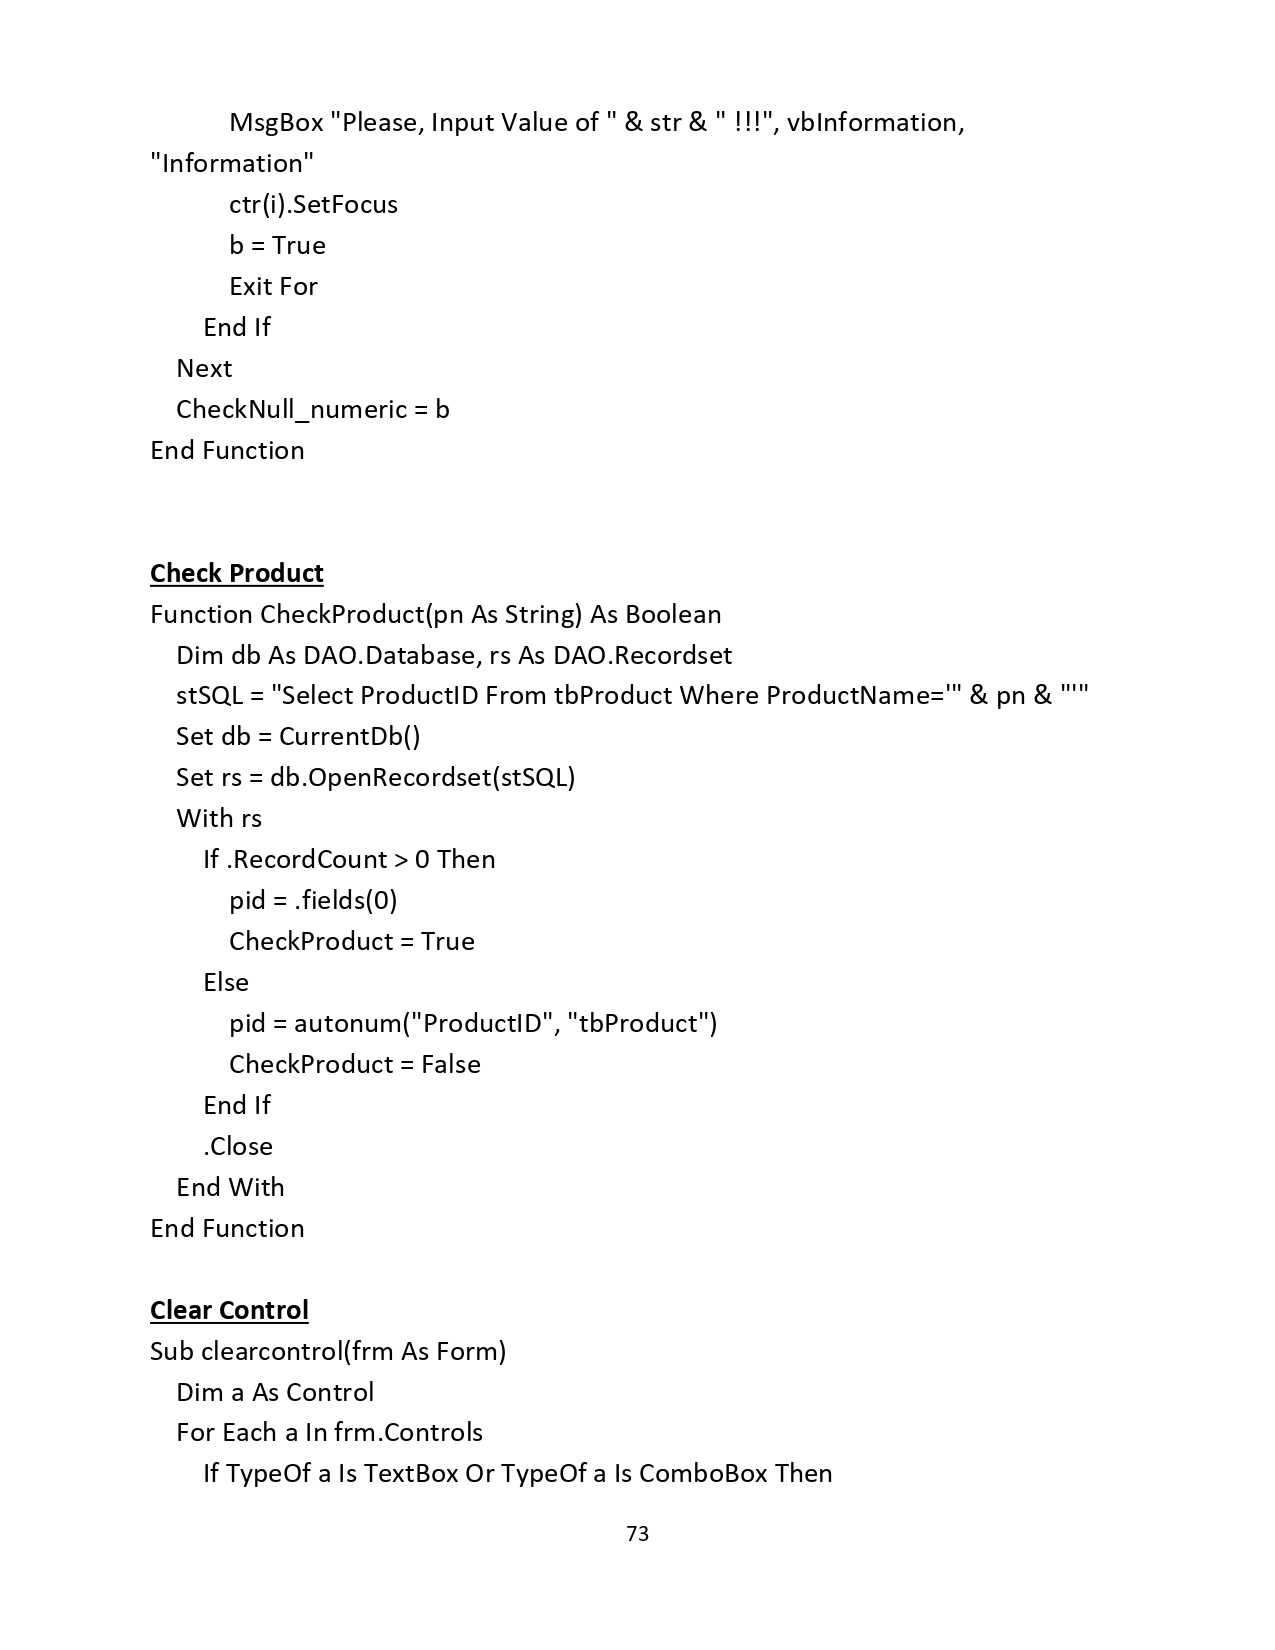 MsgBox "Please, Input Value of " & str & " !!!", vbInformation,
"Information"
ctr(i).SetFocus
b = True
Exit For
End If
Next
CheckNull_numeric = b
End Function
Check Product
Function CheckProduct(pn As String) As Boolean
Dim db As DAO.Database, rs As DAO.Recordset
stSQL = "Select ProductID From tbProduct Where ProductName='" & pn & "'"
Set db = CurrentDb()
Set rs = db.OpenRecordset(stSQL)
With rs
If .RecordCount > 0 Then
pid = .fields(0)
CheckProduct = True
Else
pid = autonum("ProductID", "tbProduct")
CheckProduct = False
End If
.Close
End With
End Function
Clear Control
Sub clearcontrol(frm As Form)
Dim a As Control
For Each a In frm.Controls
If TypeOf a Is TextBox Or TypeOf a Is ComboBox Then
73